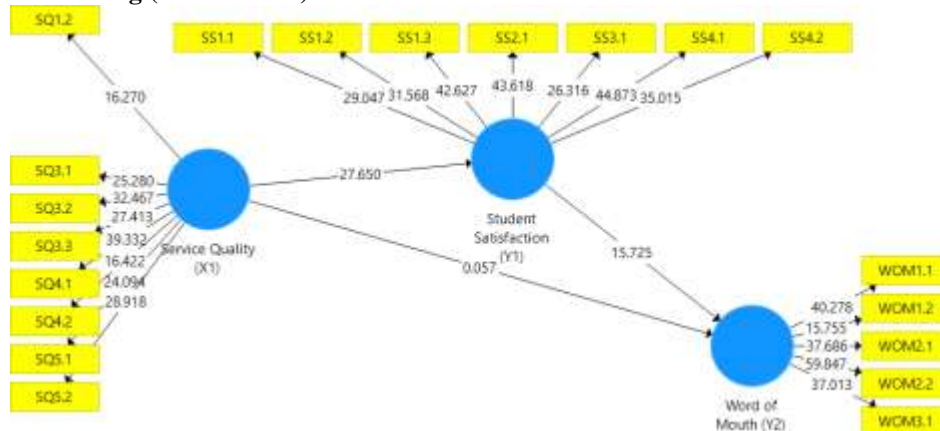 SQ1.2
SS1.1
SS1.2
SS1.3
SS2.1
SS3.1
SS4.1
SS4.2
16.270
29.047
31.568
42.627
43.618
26.316
44.873
35.015
SQ3.1
SQ3.2
SQ3.3
SQ4.1
SQ4.2
SQ5.1
SQ5.2
25.280
32.467
27.413
39.332
16.422
24.094
28.918
Service Quality
(X1)
27.650
Student
Satisfaction
(Y1)
0.057
15.725
WOM1.1
WOM1.2
WOM2.1
WOM2.2
WOM3.1
40.278
15.755
37.686
59.847
37.013
Word of
Mouth (Y2)